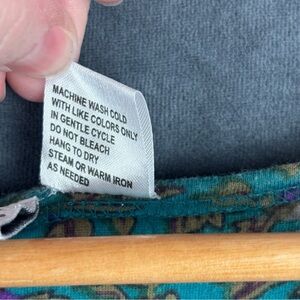 MACHINE WASH COLD
WITH LIKE COLORS ONLY
IN GENTLE CYCLE
DO NOT BLEACH
HANG TO DRY
STEAM OR WARM IRON
AS NEEDED